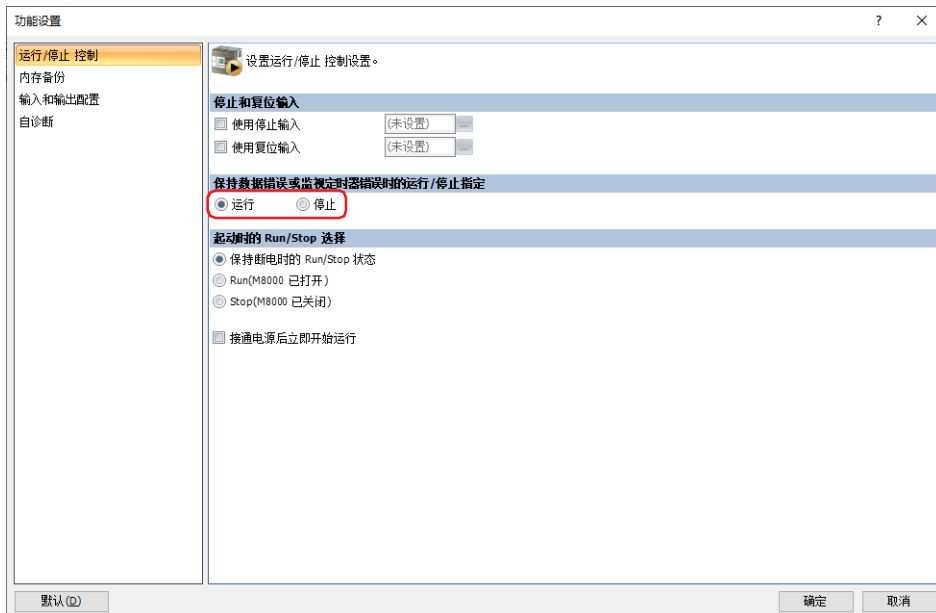 功能设置
?
运行/停止 控制
内存备份
输入和输出配置
自诊断
设置运行/停止 控制设置。
停止和复位输入
使用停止输入 (未设置) ...
使用复位输入 (未设置) ...
保持数据错误或监视定时器错误时的运行/停止指定
运行 停止
起动时的 Run/Stop 选择
保持断电时的 Run/Stop 状态
Run(M8000 已打开)
Stop(M8000 已关闭)
接通电源后立即开始运行
默认(D) 确定 取消